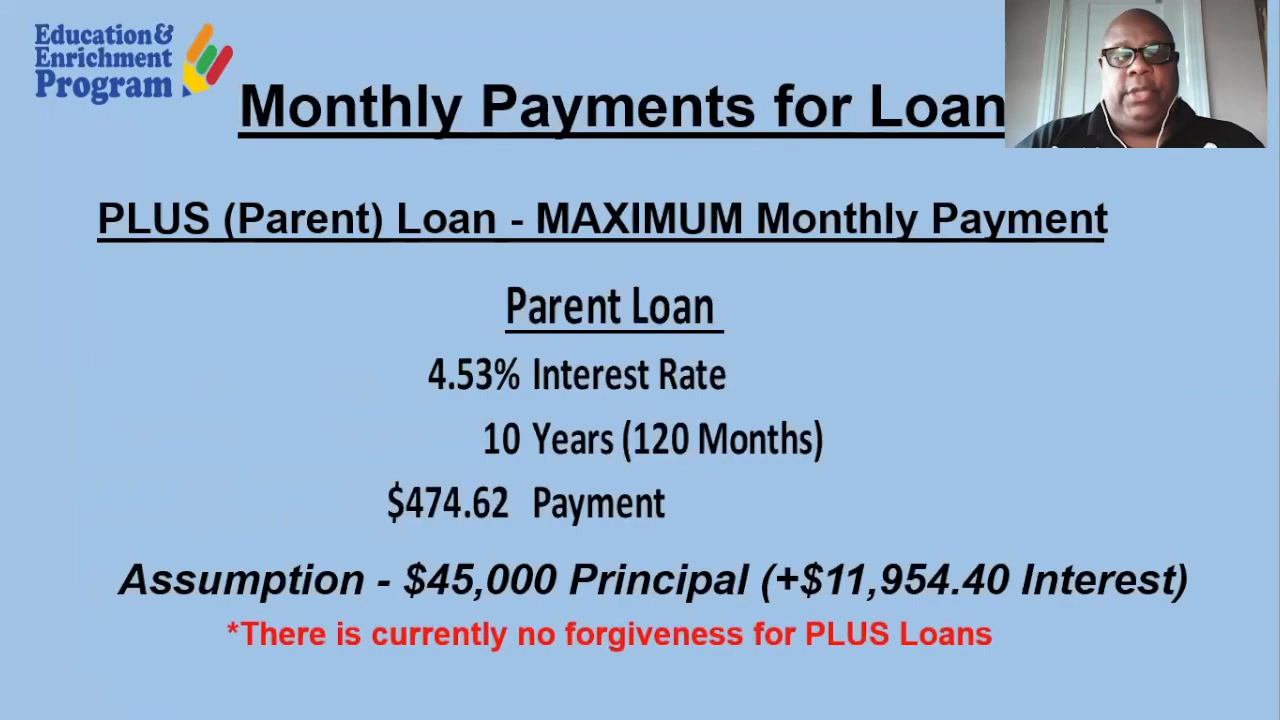 Education&
Enrichment
Program
Monthly Payments for Loan
PLUS (Parent) Loan - MAXIMUM Monthly Payment
Parent Loan
4.53% Interest Rate
10 Years (120 Months)
$474.62 Payment
Assumption - $45,000 Principal (+$11,954.40 Interest)
*There is currently no forgiveness for PLUS Loans